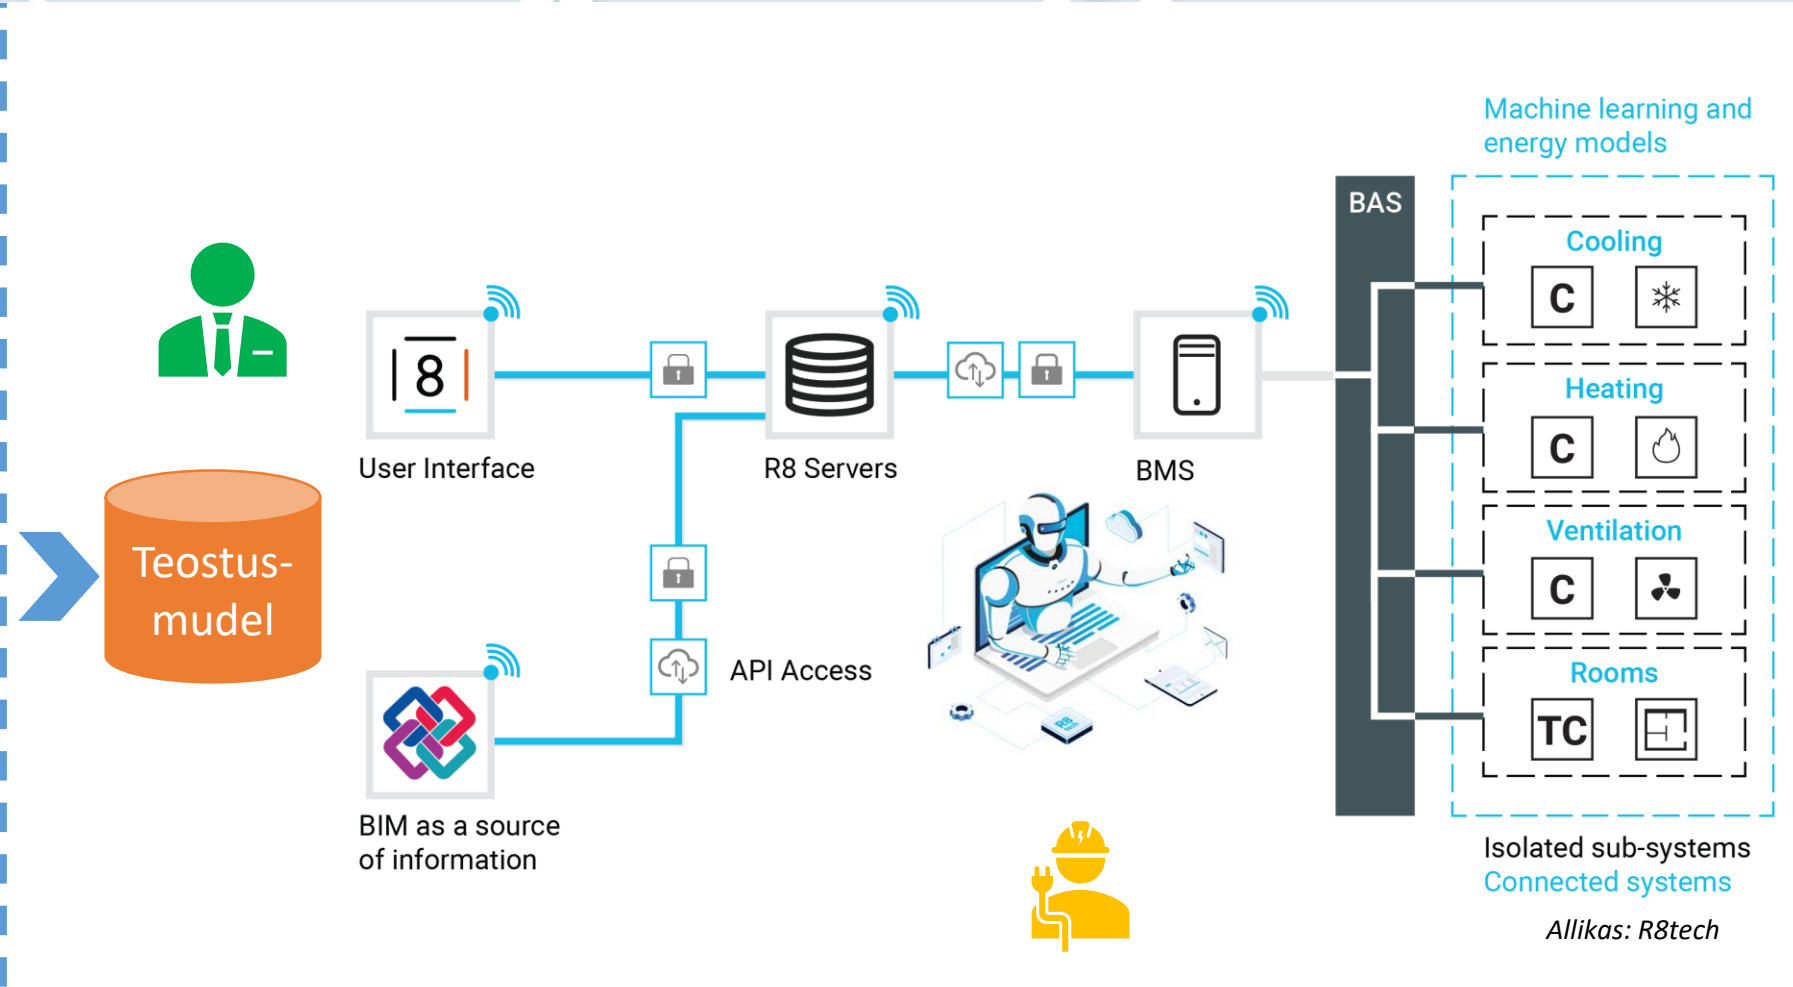 Machine learning and
energy models
BAS
Cooling
C
Heating
C
Ventilation
C
Rooms
TC
8
User Interface
R8 Servers
BMS
Teostus-
mudel
API Access
R8
BIM as a source
of information
Isolated sub-systems
Connected systems
Allikas: R8tech